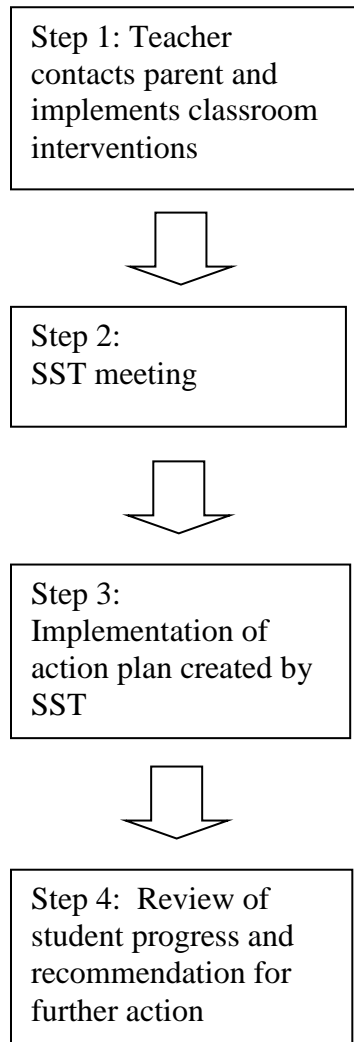 Step 1: Teacher
contacts parent and
implements classroom
interventions
Step 2:
SST meeting
Step 3:
Implementation of
action plan created by
SST
Step 4:  Review of
student progress and
recommendation for
further action